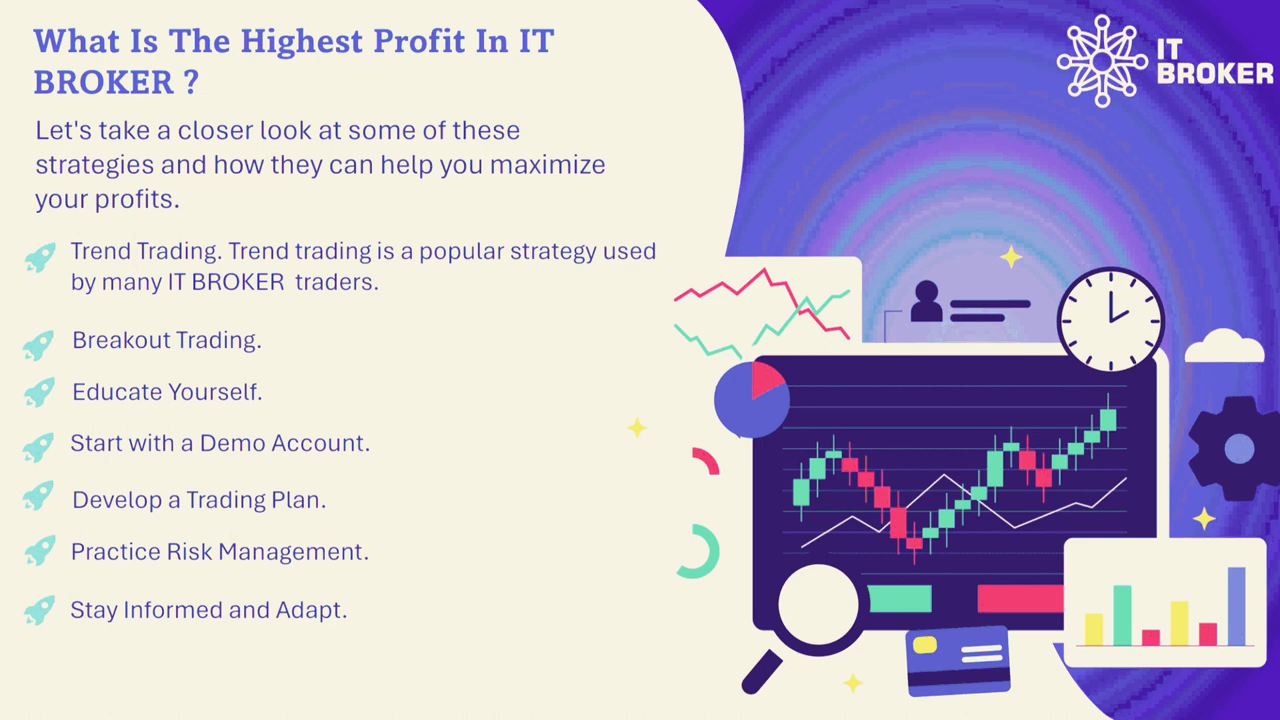 What Is The Highest Profit In IT
BROKER ?
Let's take a closer look at some of these
strategies and how they can help you maximize
your profits.
Trend Trading. Trend trading is a popular strategy used
by many IT BROKER  traders.
Breakout Trading.
Educate Yourself.
Start with a Demo Account.
Develop a Trading Plan.
Practice Risk Management.
Stay Informed and Adapt.
IT
BROKER